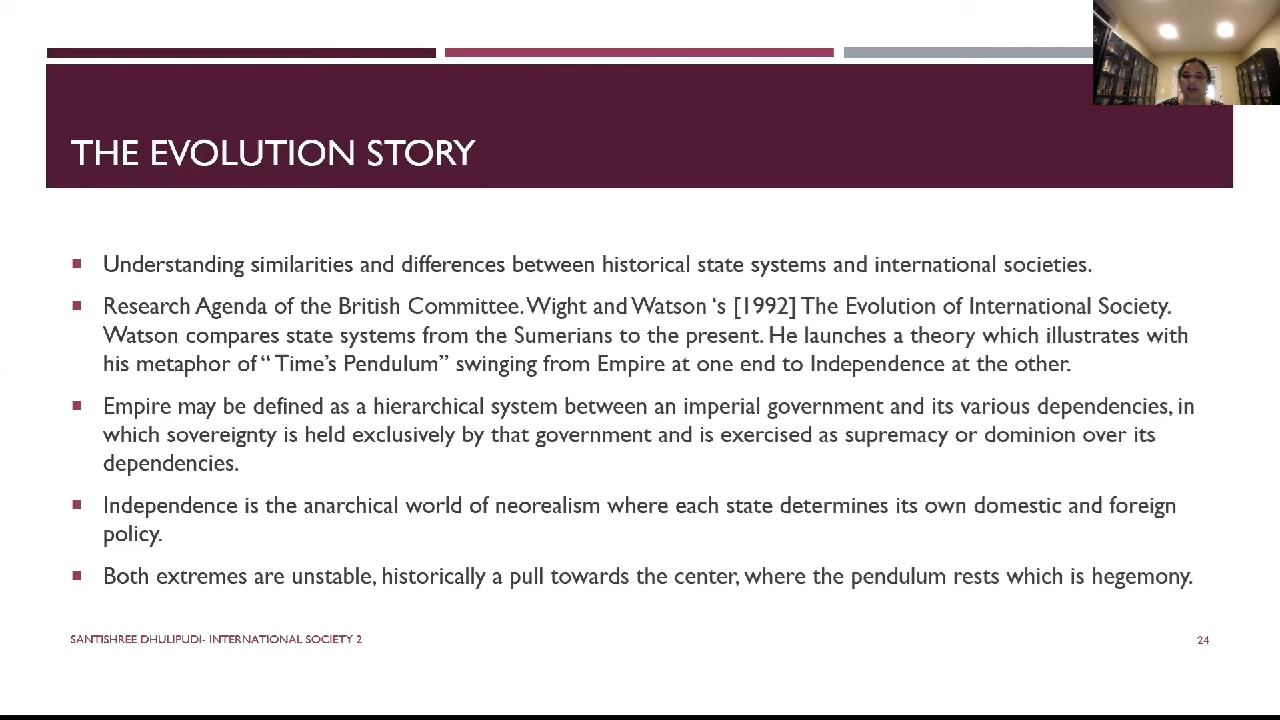 THE EVOLUTION STORY
Understanding similarities and differences between historical state systems and international societies.
Research Agenda of the British Committee. Wight and Watson ‘s [1992] The Evolution of International Society.
Watson compares state systems from the Sumerians to the present. He launches a theory which illustrates with
his metaphor of “ Time’s Pendulum” swinging from Empire at one end to Independence at the other.
Empire may be defined as a hierarchical system between an imperial government and its various dependencies, in
which sovereignty is held exclusively by that government and is exercised as supremacy or dominion over its
dependencies.
Independence is the anarchical world of neorealism where each state determines its own domestic and foreign
policy.
Both extremes are unstable, historically a pull towards the center, where the pendulum rests which is hegemony.
SANTISHREE DHULIPUDI- INTERNATIONAL SOCIETY 2
24